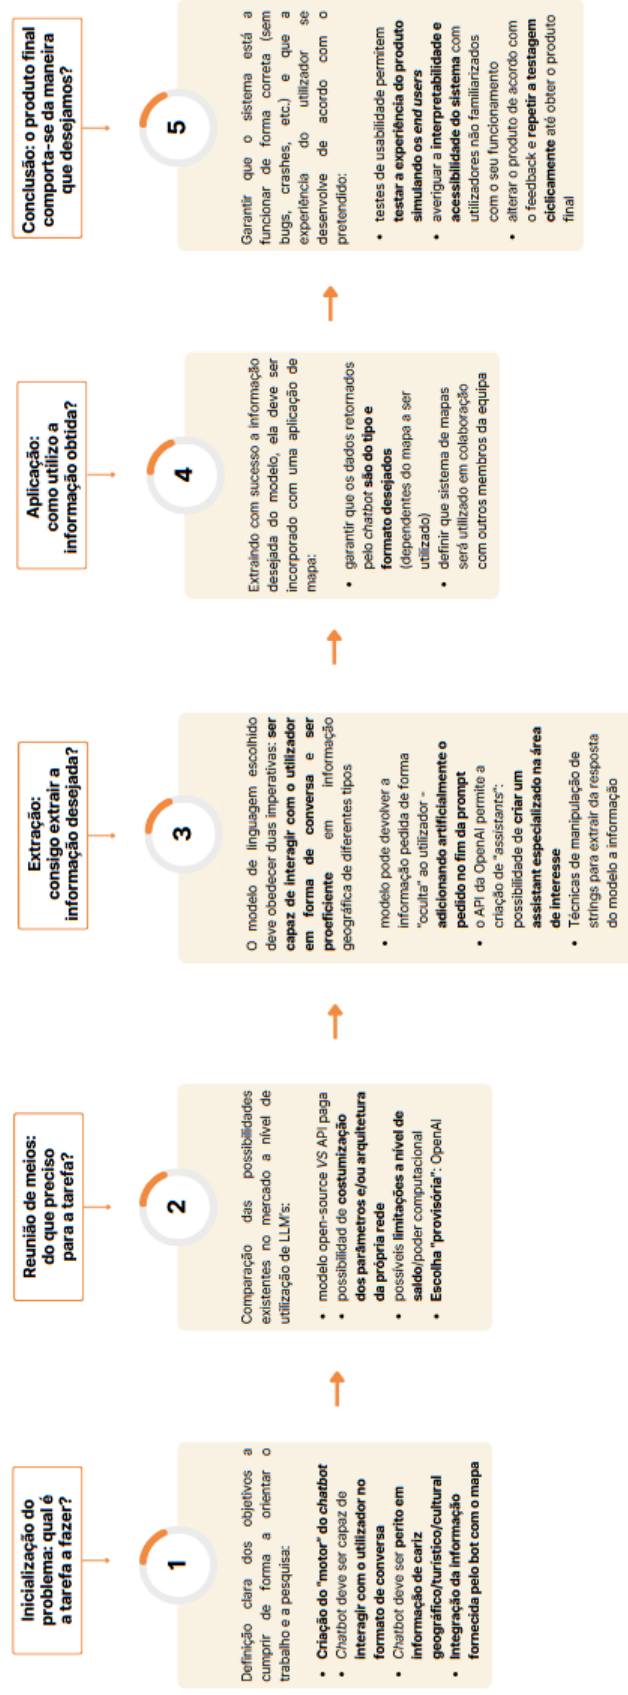 Inicialização do
problema: qual é
a tarefa a fazer?
1
Definição clara dos objetivos a
cumprir de forma a orientar o
trabalho e a pesquisa:
• Criação do "motor" do chatbot
• Chatbot deve ser capaz de
interagir com o utilizador no
formato de conversa
• Chatbot deve ser perito em
informação de cariz
geográfico/turístico/cultural
• Integração da informação
fornecida pelo bot com o mapa
Reunião de meios:
do que preciso
para a tarefa?
2
Comparação das possibilidades
existentes no mercado a nível de
utilização de LLM's:
• modelo open-source VS API paga
• possibilidad de costumização
dos parâmetros e/ou arquitetura
da própria rede
• possíveis limitações a nível de
saldo/poder computacional
• Escolha "provisória": OpenAI
Extração:
consigo extrair a
informação desejada?
3
O modelo de linguagem escolhido
deve obedecer duas imperativas: ser
capaz de interagir com o utilizador
em forma de conversa e ser
proeficiente em informação
geográfica de diferentes tipos
• modelo pode devolver a
informação pedida de forma
"oculta" ao utilizador -
adicionando artificialmente o
pedido no fim da prompt
• o API da OpenAI permite a
criação de "assistants":
possibilidade de criar um
assistant especializado na área
de interesse
• Técnicas de manipulação de
strings para extrair da resposta
do modelo a informação
Aplicação:
como utilizo a
informação obtida?
4
Extraindo com sucesso a informação
desejada do modelo, ela deve ser
incorporado com uma aplicação de
mapa:
• garantir que os dados retornados
pelo chatbot são do tipo e
formato desejados
(dependentes do mapa a ser
utilizado)
• definir que sistema de mapas
será utilizado em colaboração
com outros membros da equipa
Conclusão: o produto final
comporta-se da maneira
que desejamos?
5
Garantir que o sistema está a
funcionar de forma correta (sem
bugs, crashes, etc.) e que a
experiência do utilizador se
desenvolve de acordo com o
pretendido:
• testes de usabilidade permitem
testar a experiência do produto
simulando os end users
• averiguar a interpretabilidade e
acessibilidade do sistema com
utilizadores não familiarizados
com o seu funcionamento
• alterar o produto de acordo com
o feedback e repetir a testagem
ciclicamente até obter o produto
final